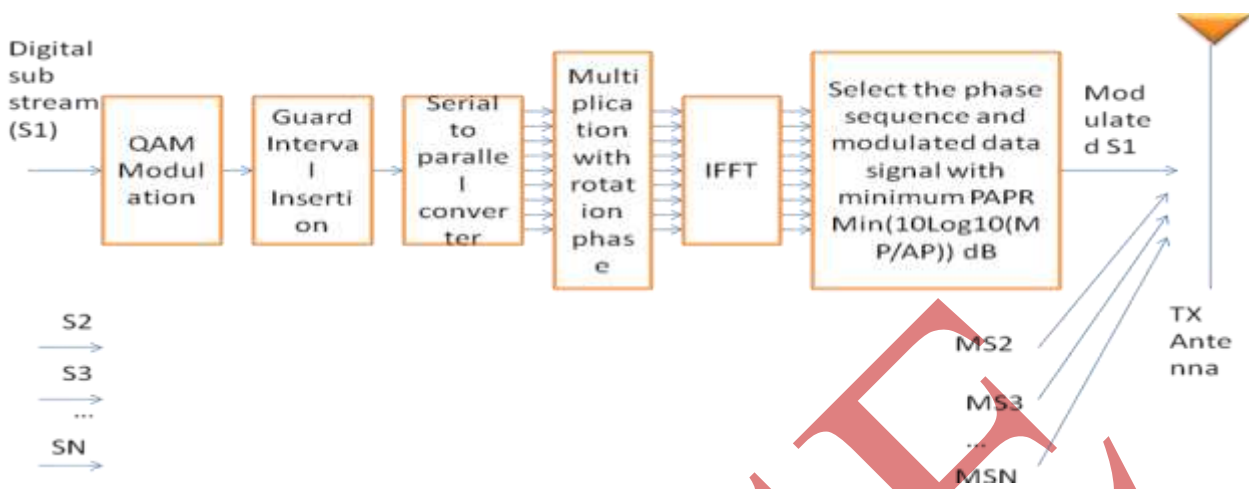 Digital
sub
stream
(S1)
QAM
Modul
ation
Guard
Interva
l
Inserti
on
Serial
to
paralle
l
conver
ter
Multi
plica
tion
with
rotat
ion
phas
e
IFFT
Select the phase
sequence and
modulated data
signal with
minimum PAPR
Min(10Log10(M
P/AP)) dB
Mod
ulate
d S1
TX
Ante
nna
S2
S3
...
SN
MS2
MS3
...
MSN